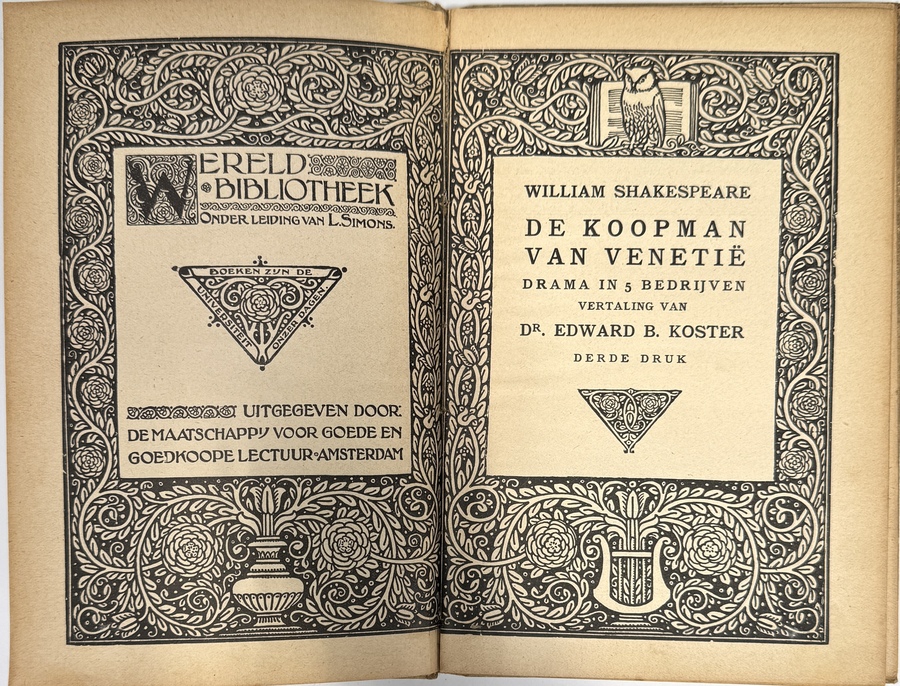 WERELD
BIBLIOTHEEK
ONDER LEIDING VAN L. SIMONS.
BOEKEN ZIJN DE
UNIVERSITEIT
ONZER DAGEN.
UITGEGEVEN DOOR:
DE MAATSCHAPPIJ VOOR GOEDE EN
GOEDKOOPE LECTUUR-AMSTERDAM
WILLIAM SHAKESPEARE
DE KOOPMAN
VAN VENETIË
DRAMA IN 5 BEDRIJVEN
VERTALING VAN
DR. EDWARD B. KOSTER
DERDE DRUK